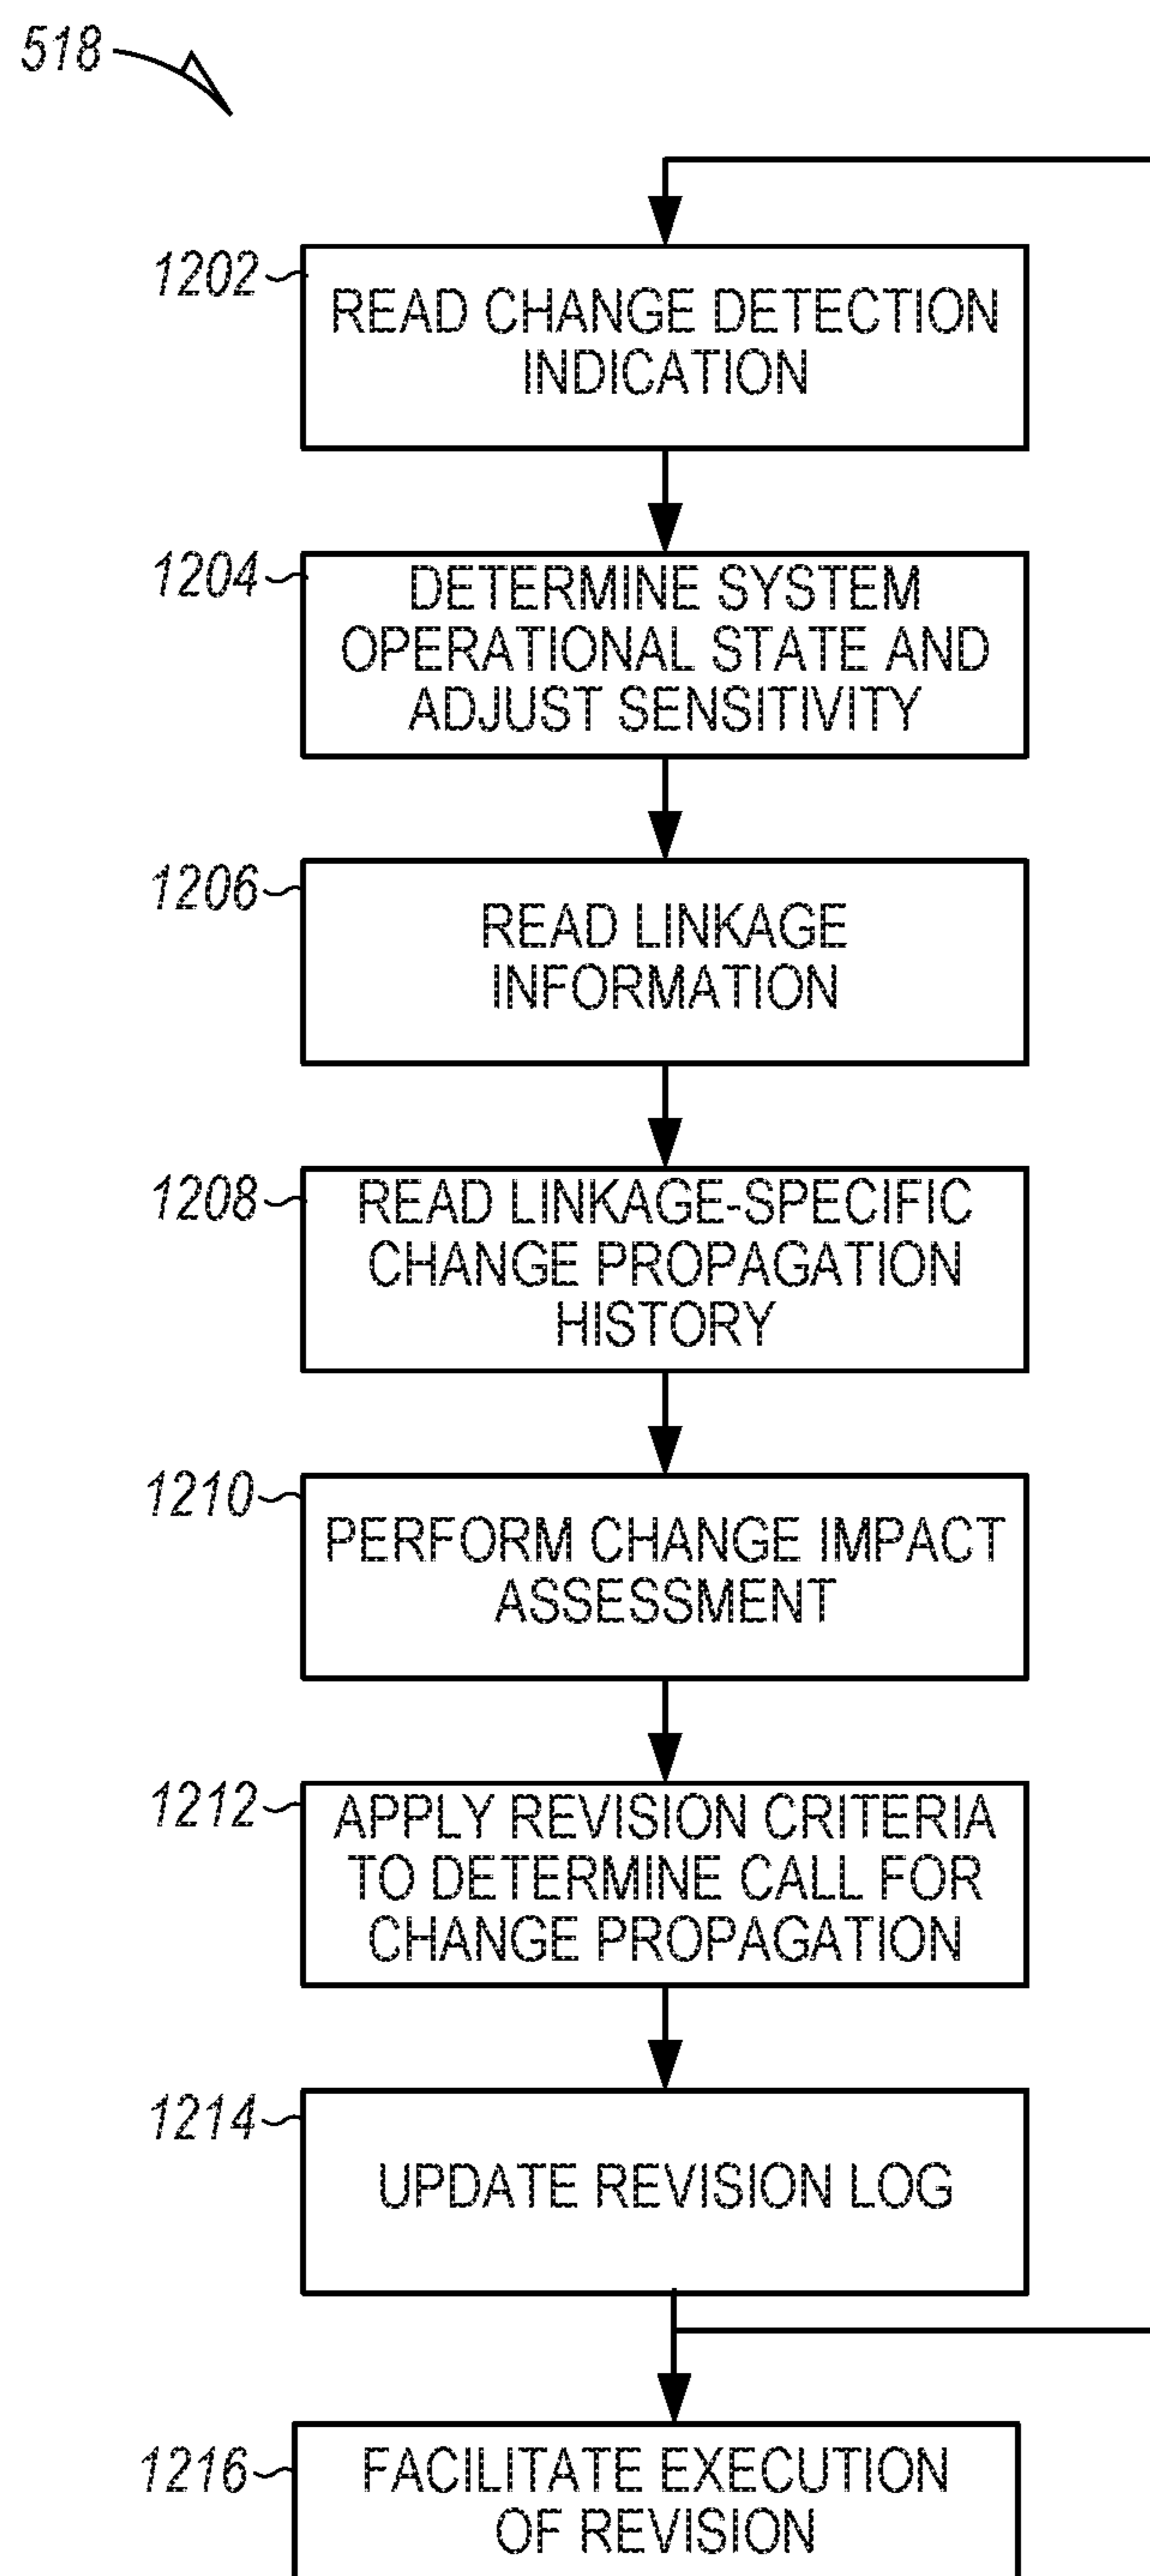 518
1202
READ CHANGE DETECTION
INDICATION
1204
DETERMINE SYSTEM
OPERATIONAL STATE AND
ADJUST SENSITIVITY
1206
READ LINKAGE
INFORMATION
1208
READ LINKAGE-SPECIFIC
CHANGE PROPAGATION
HISTORY
1210
PERFORM CHANGE IMPACT
ASSESSMENT
1212
APPLY REVISION CRITERIA
TO DETERMINE CALL FOR
CHANGE PROPAGATION
1214
UPDATE REVISION LOG
1216
FACILITATE EXECUTION
OF REVISION